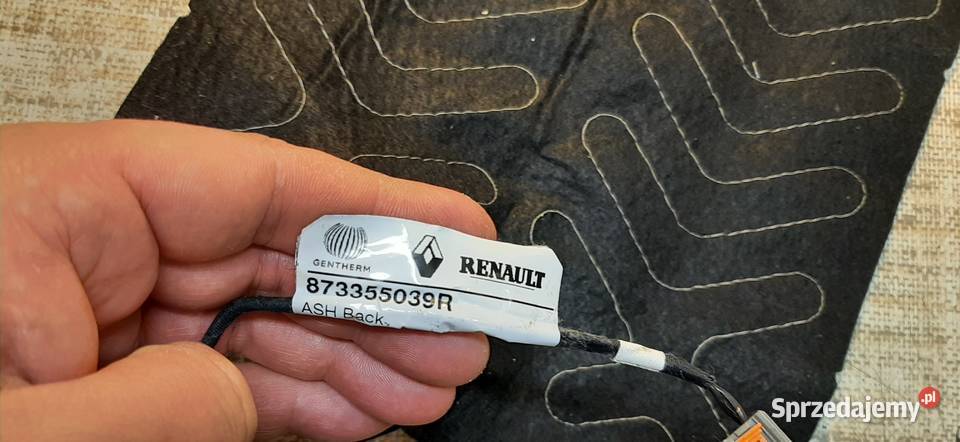 GENTHERM
RENAULT
873355039R
ASH Back,
Sprzedajemy.pl